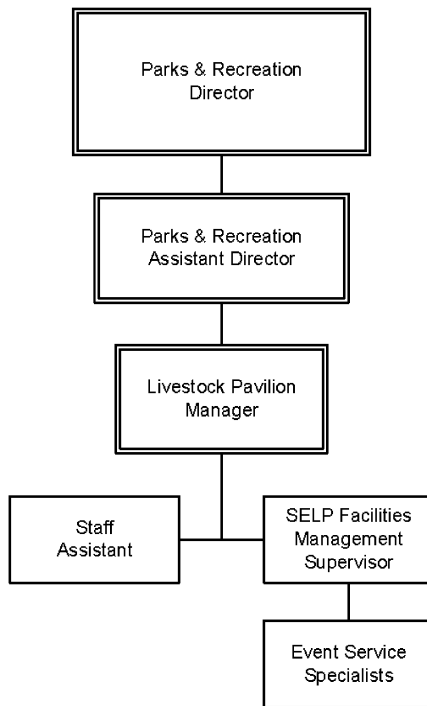 Parks & Recreation
Director
Parks & Recreation
Assistant Director
Livestock Pavilion
Manager
Staff
Assistant
SELP Facilities
Management
Supervisor
Event Service
Specialists